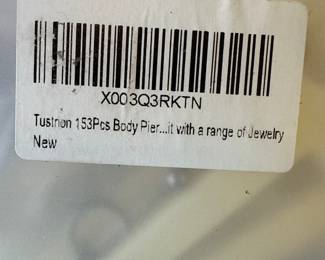 X003Q3RKTN
Tustrion 153Pcs Body Pier...it with a range of Jewelry
New